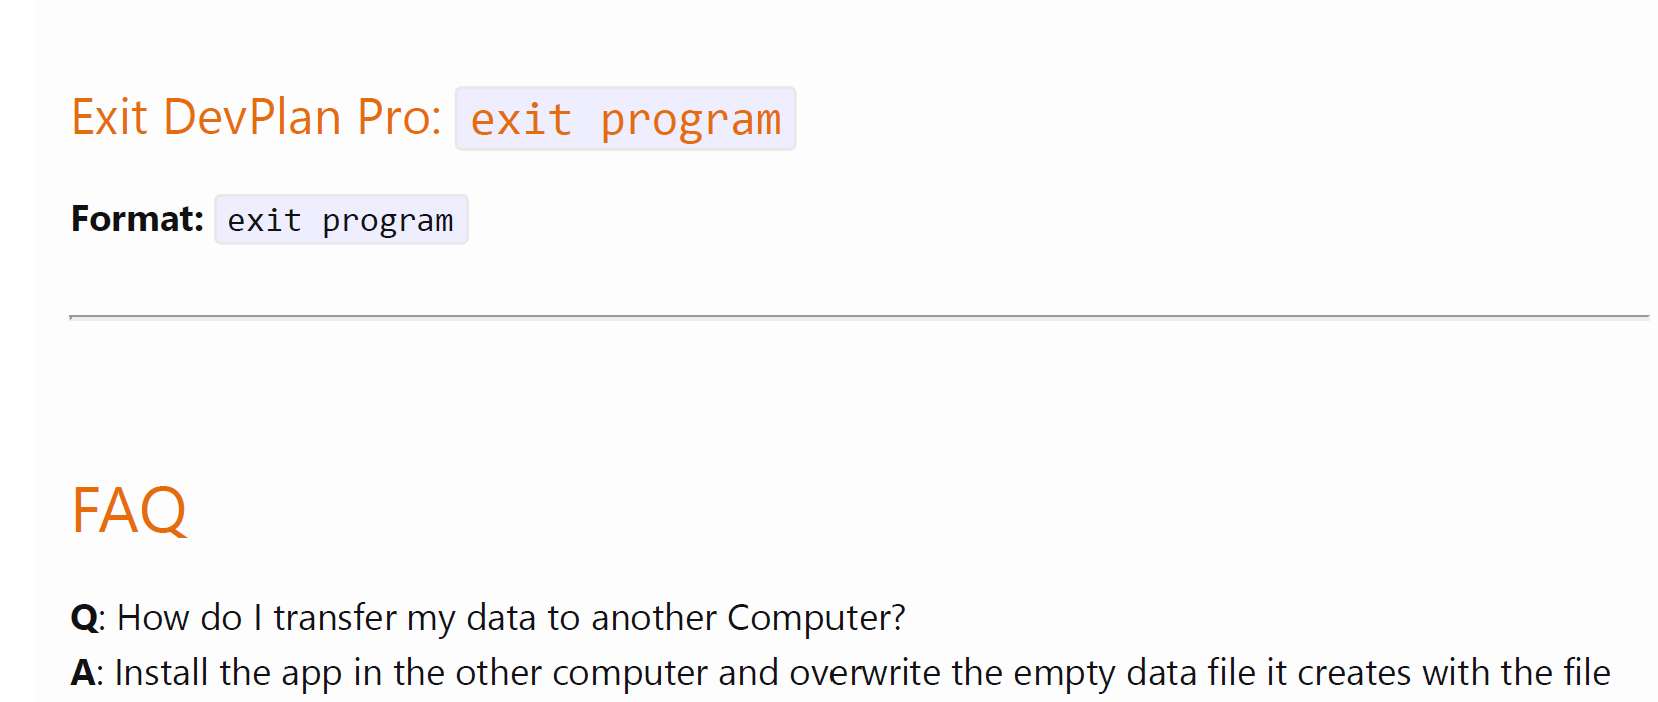 Exit DevPlan Pro: exit program
Format: exit program
FAQ
Q: How do I transfer my data to another Computer?
A: Install the app in the other computer and overwrite the empty data file it creates with the file